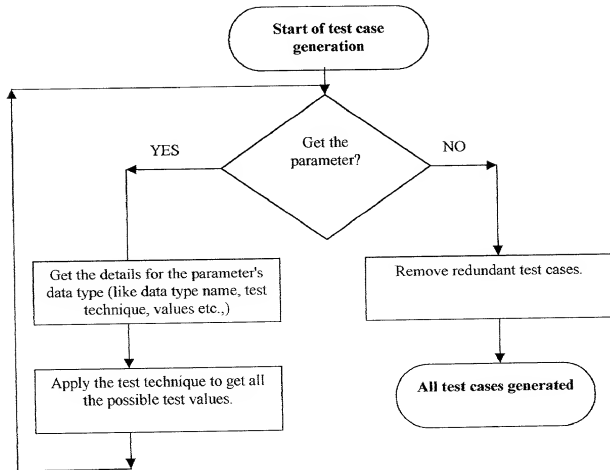 Start of test case
generation
Get the
parameter?
YES
NO
Get the details for the parameter's
data type (like data type name, test
technique, values etc.,)
Remove redundant test cases.
Apply the test technique to get all
the possible test values.
All test cases generated